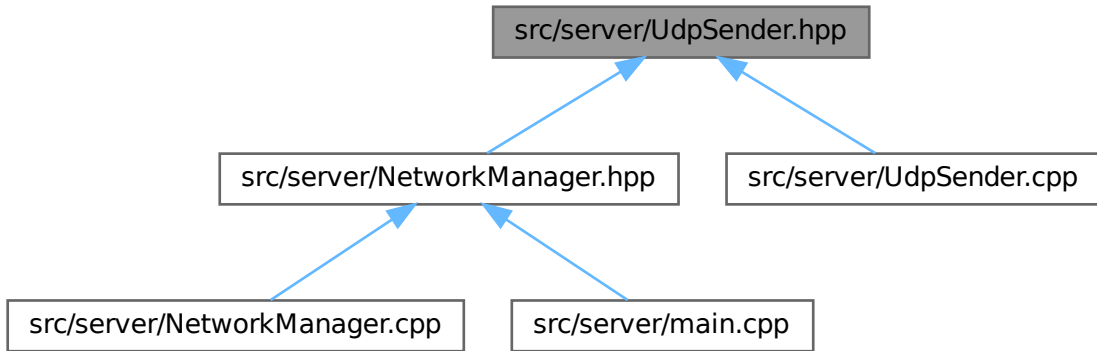 src/server/UdpSender.hpp
src/server/NetworkManager.hpp
src/server/UdpSender.cpp
src/server/NetworkManager.cpp
src/server/main.cpp